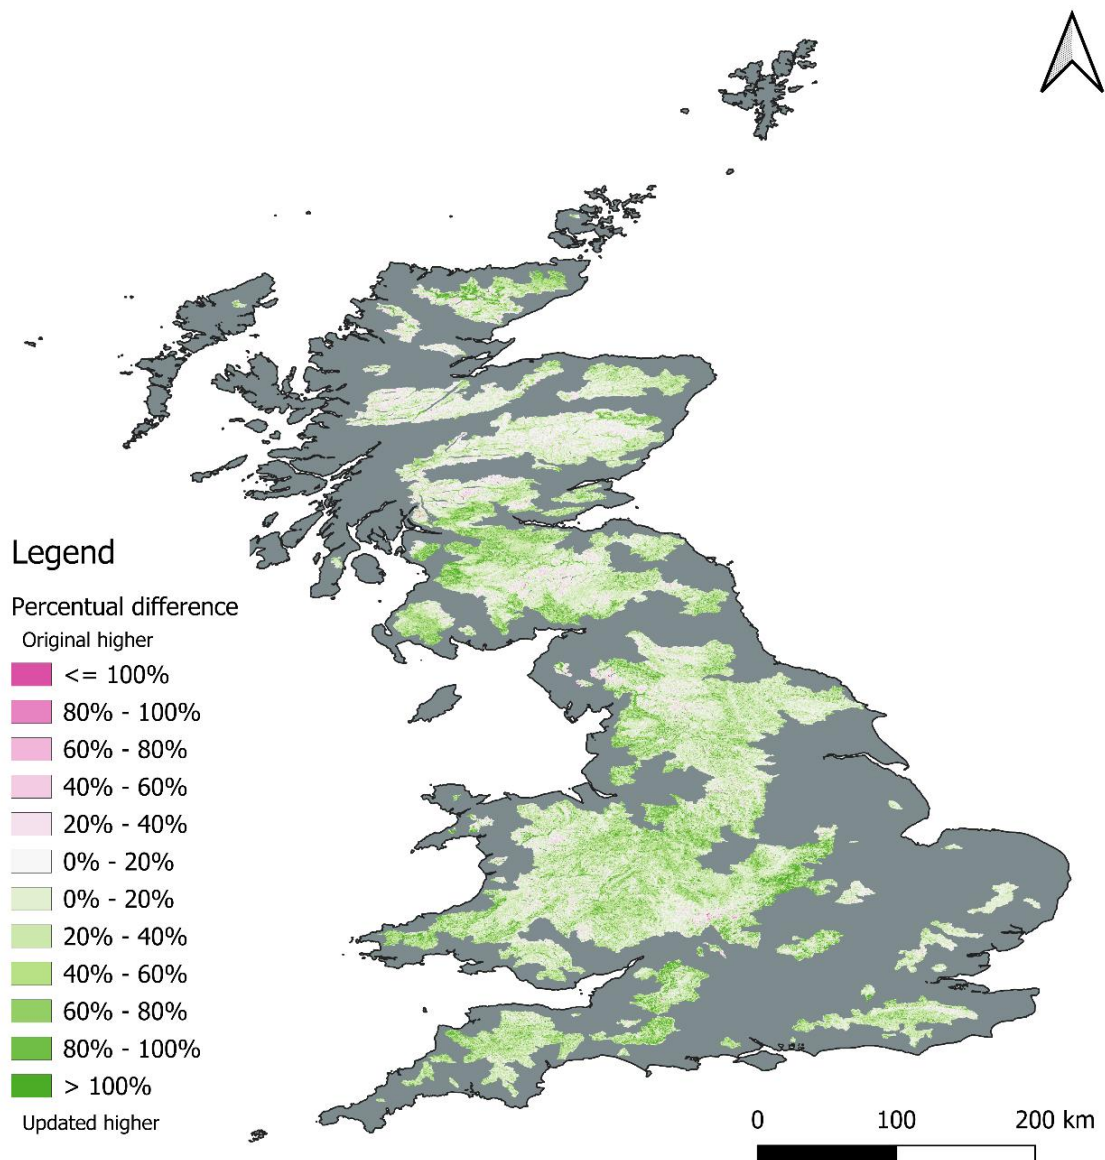 Legend
Percentual difference
Original higher
<= 100%
80% - 100%
60% - 80%
40% - 60%
20% - 40%
0% - 20%
0% - 20%
20% - 40%
40% - 60%
60% - 80%
80% - 100%
> 100%
Updated higher
0 100 200 km